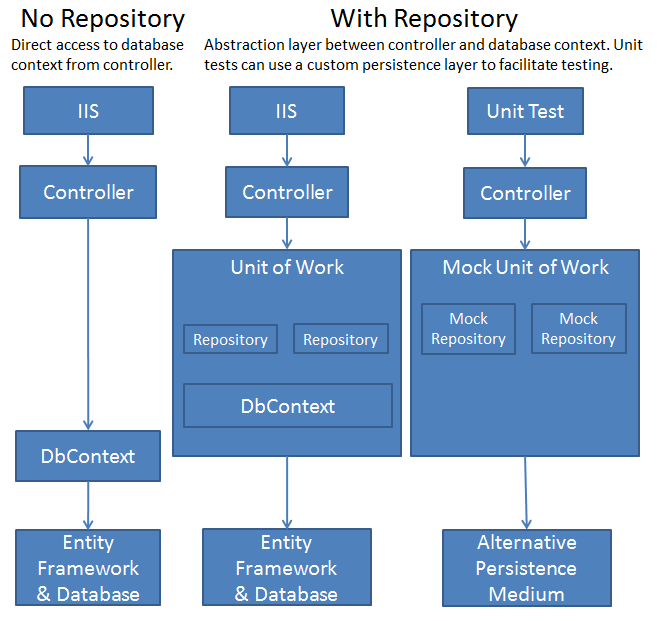 No Repository
Direct access to database
context from controller.
IIS
Controller
DbContext
Entity
Framework
& Database
With Repository
Abstraction layer between controller and database context. Unit
tests can use a custom persistence layer to facilitate testing.
IIS
Controller
Unit of Work
Repository
Repository
DbContext
Entity
Framework
& Database
Unit Test
Controller
Mock Unit of Work
Mock
Repository
Mock
Repository
Alternative
Persistence
Medium